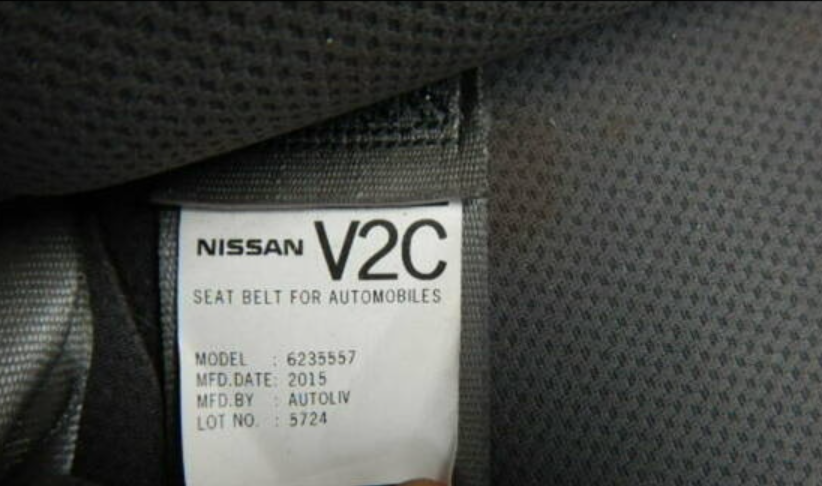 NISSAN V2C
SEAT BELT FOR AUTOMOBILES
MODEL : 6235557
MFD.DATE: 2015
MFD.BY : AUTOLIV
LOT NO. : 5724